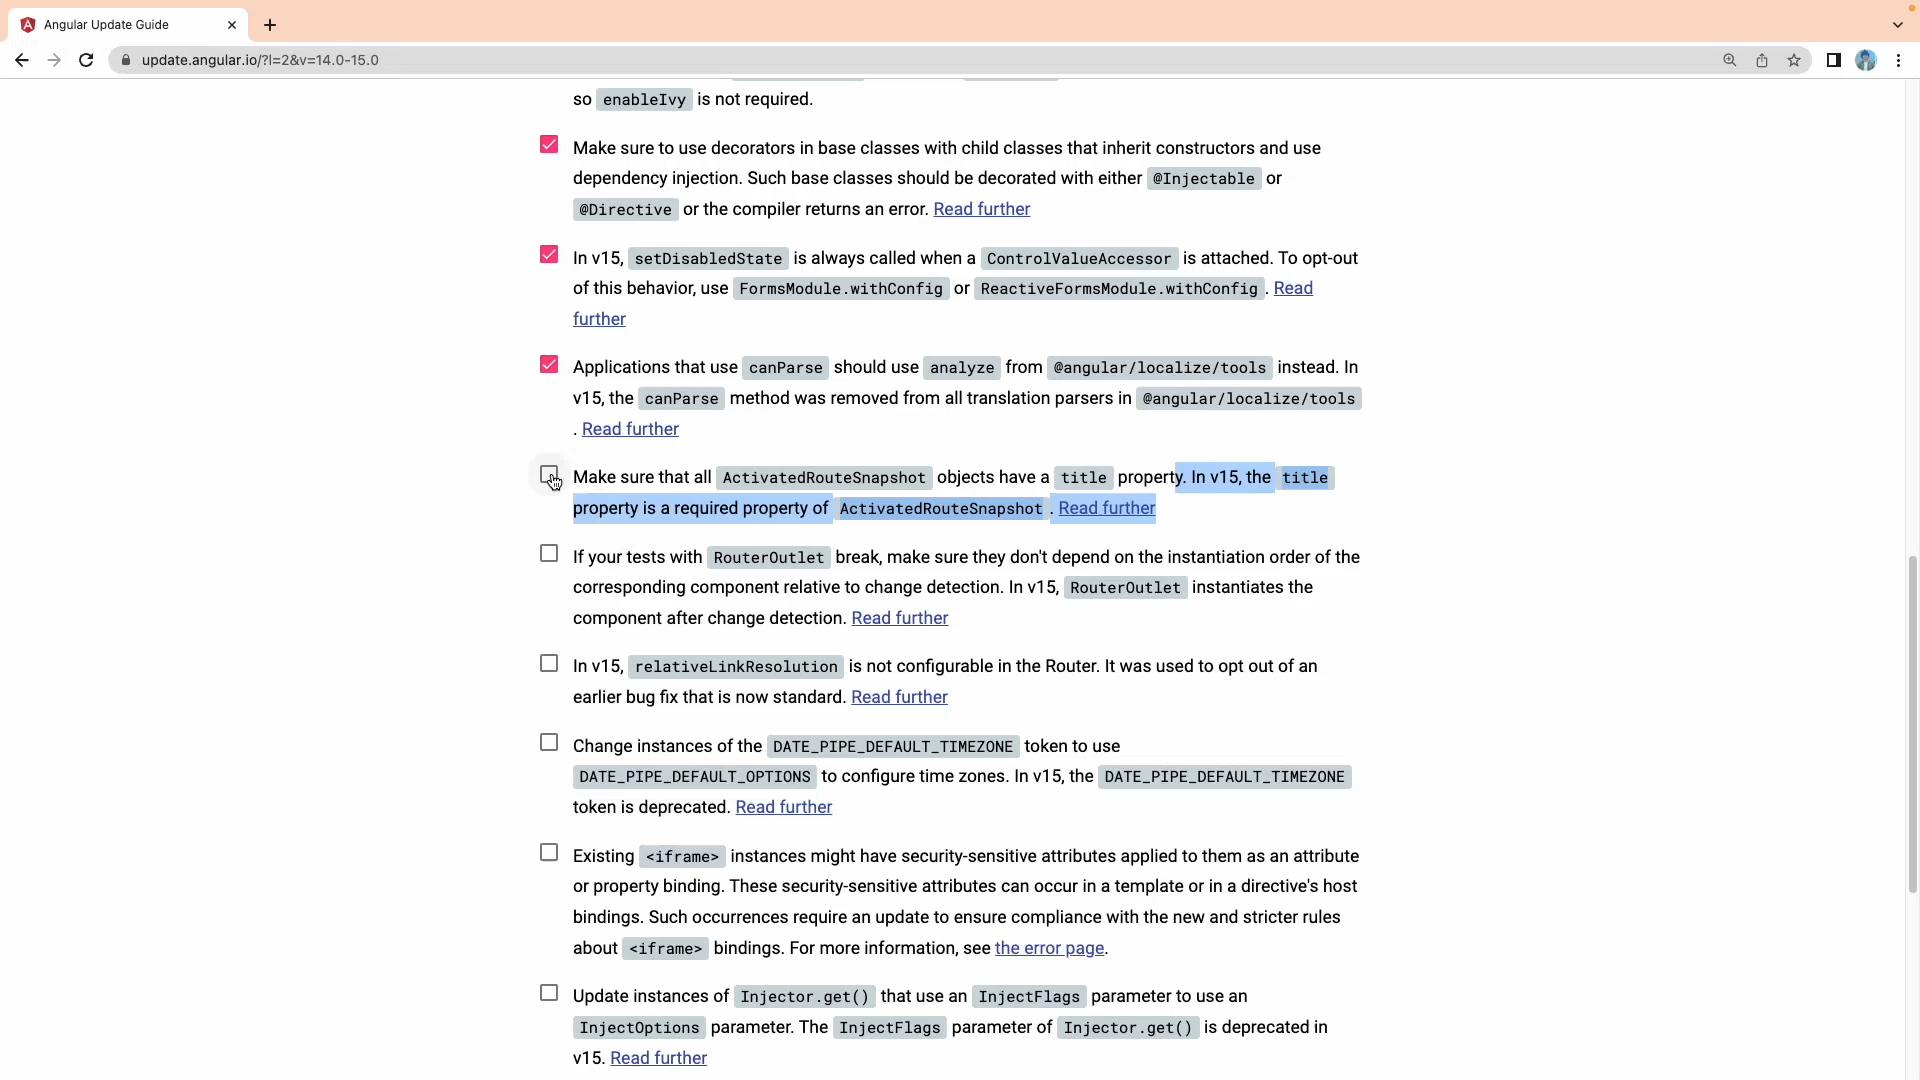 Angular Update Guide
update.angular.io/?l=2&v=14.0-15.0
so enableIvy is not required.
Make sure to use decorators in base classes with child classes that inherit constructors and use
dependency injection. Such base classes should be decorated with either @Injectable or
@Directive or the compiler returns an error. Read further
In v15, setDisabledState is always called when a ControlValueAccessor is attached. To opt-out
of this behavior, use FormsModule.withConfig or ReactiveFormsModule.withConfig . Read
further
Applications that use canParse should use analyze from @angular/localize/tools instead. In
v15, the canParse method was removed from all translation parsers in @angular/localize/tools
. Read further
Make sure that all ActivatedRouteSnapshot objects have a title property. In v15, the title
property is a required property of ActivatedRouteSnapshot . Read further
If your tests with RouterOutlet break, make sure they don't depend on the instantiation order of the
corresponding component relative to change detection. In v15, RouterOutlet instantiates the
component after change detection. Read further
In v15, relativeLinkResolution is not configurable in the Router. It was used to opt out of an
earlier bug fix that is now standard. Read further
Change instances of the DATE_PIPE_DEFAULT_TIMEZONE token to use
DATE_PIPE_DEFAULT_OPTIONS to configure time zones. In v15, the DATE_PIPE_DEFAULT_TIMEZONE
token is deprecated. Read further
Existing <iframe> instances might have security-sensitive attributes applied to them as an attribute
or property binding. These security-sensitive attributes can occur in a template or in a directive's host
bindings. Such occurrences require an update to ensure compliance with the new and stricter rules
about <iframe> bindings. For more information, see the error page.
Update instances of Injector.get() that use an InjectFlags parameter to use an
InjectOptions parameter. The InjectFlags parameter of Injector.get() is deprecated in
v15. Read further